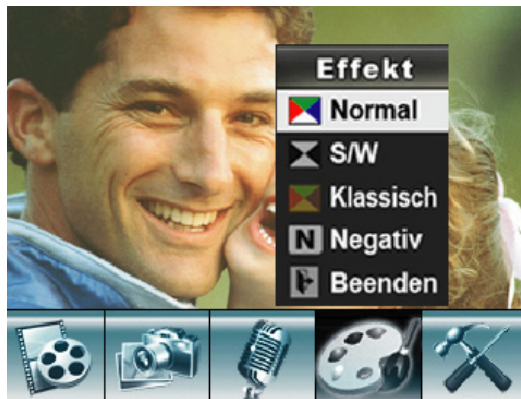 Effekt
Normal
S/W
Klassisch
N Negativ
Beenden